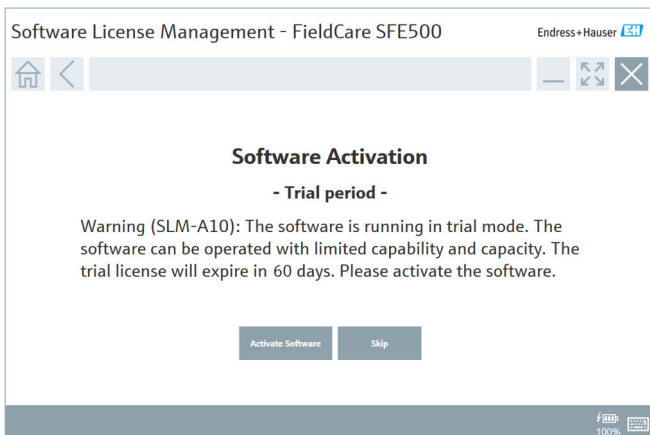 Software License Management - FieldCare SFE500
Endress+Hauser EH
Software Activation
- Trial period -
Warning (SLM-A10): The software is running in trial mode. The
software can be operated with limited capability and capacity. The
trial license will expire in 60 days. Please activate the software.
Activate Software
Skip
100%